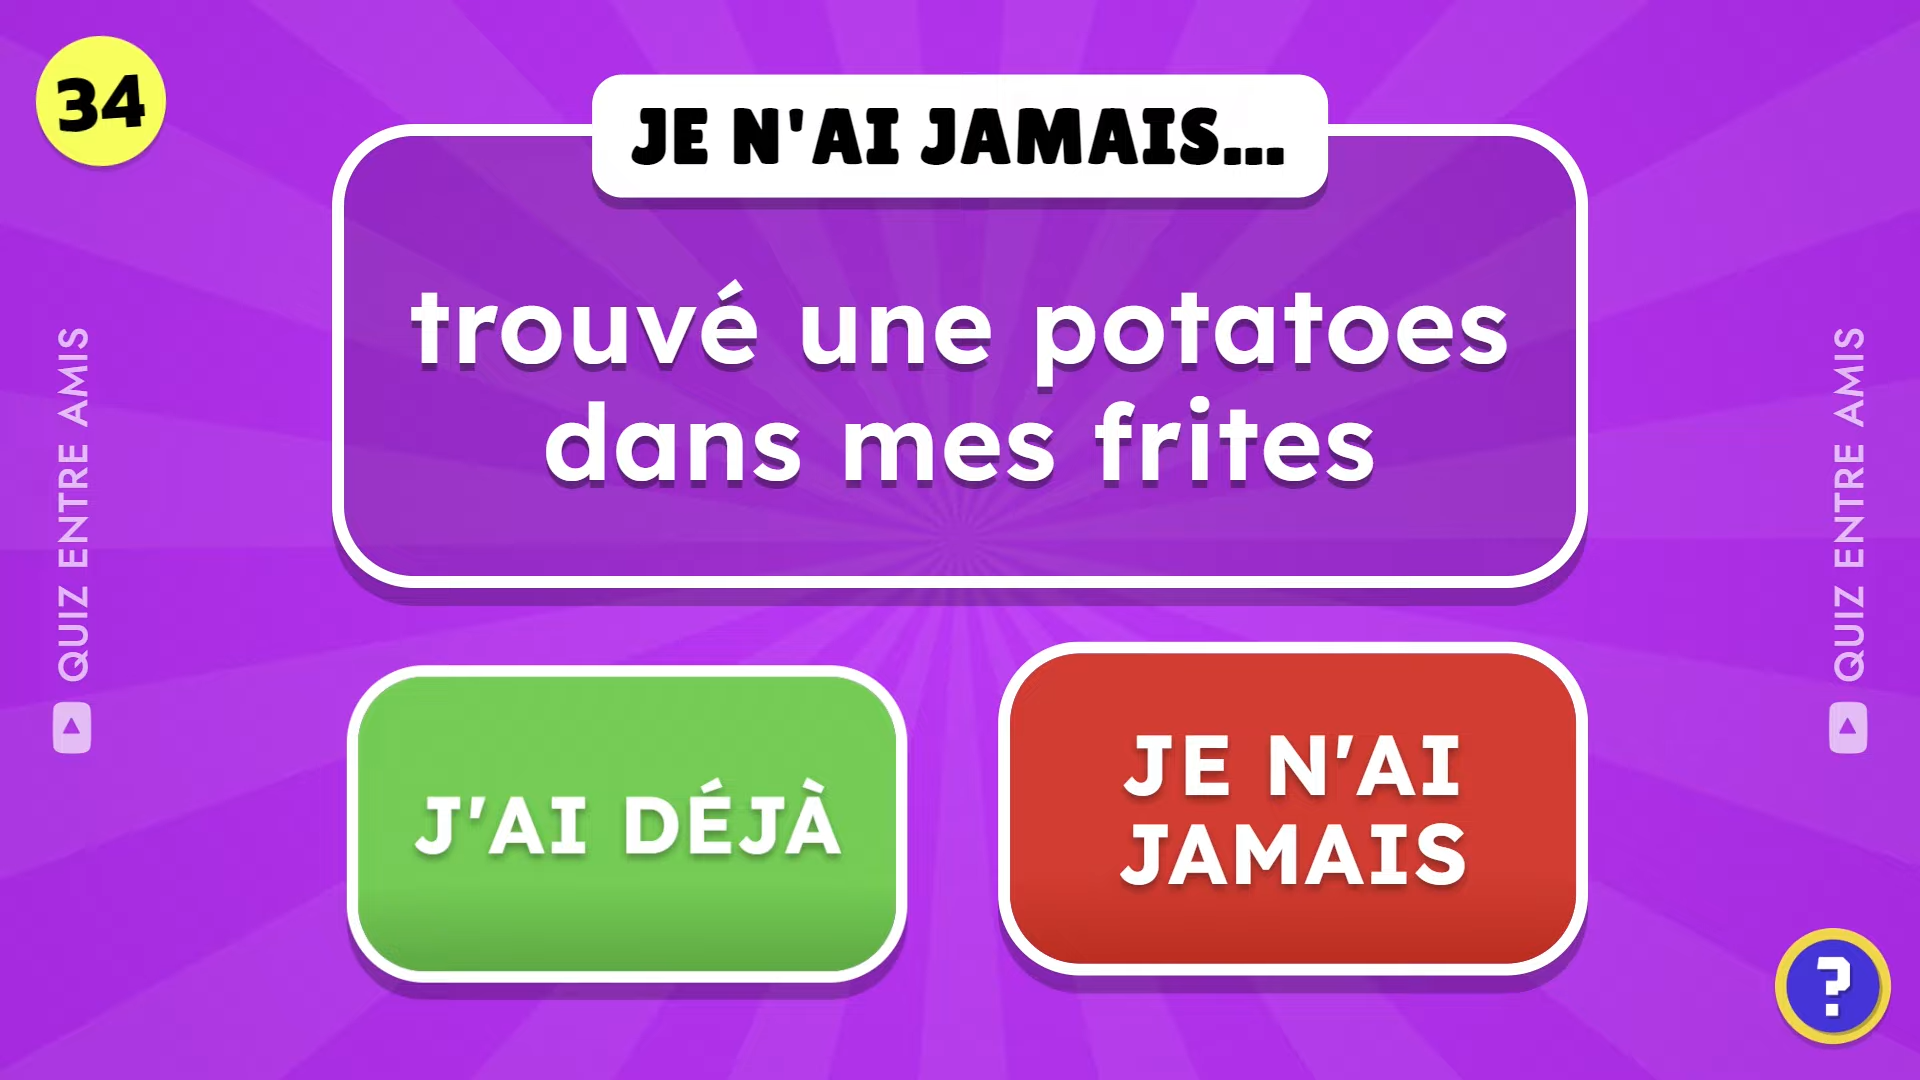 34
JE N'AI JAMAIS...
trouvé une potatoes
dans mes frites
J'AI DÉJÀ
JE N'AI
JAMAIS
QUIZ ENTRE AMIS
QUIZ ENTRE AMIS
?